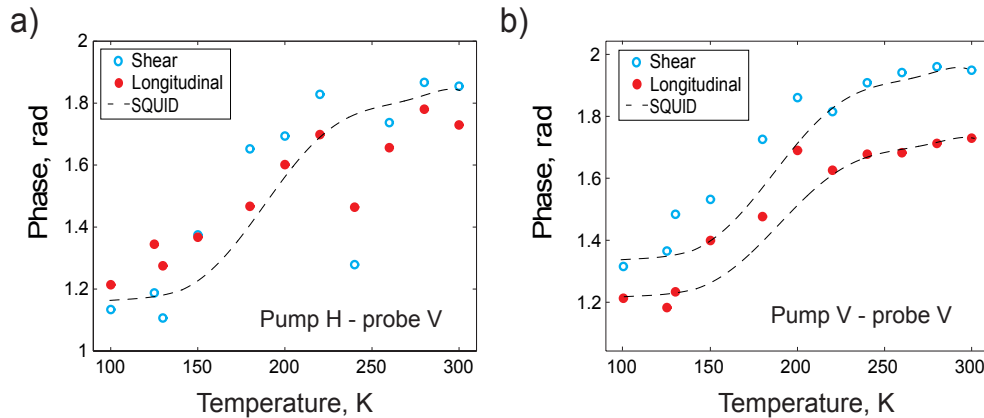 a)
2
1.8
1.6
1.4
1.2
1
Phase, rad
Shear
Longitudinal
SQUID
Pump H - probe V
100 150 200 250 300
Temperature, K
b)
2
1.8
1.6
1.4
1.2
Phase, rad
Shear
Longitudinal
SQUID
Pump V - probe V
100 150 200 250 300
Temperature, K